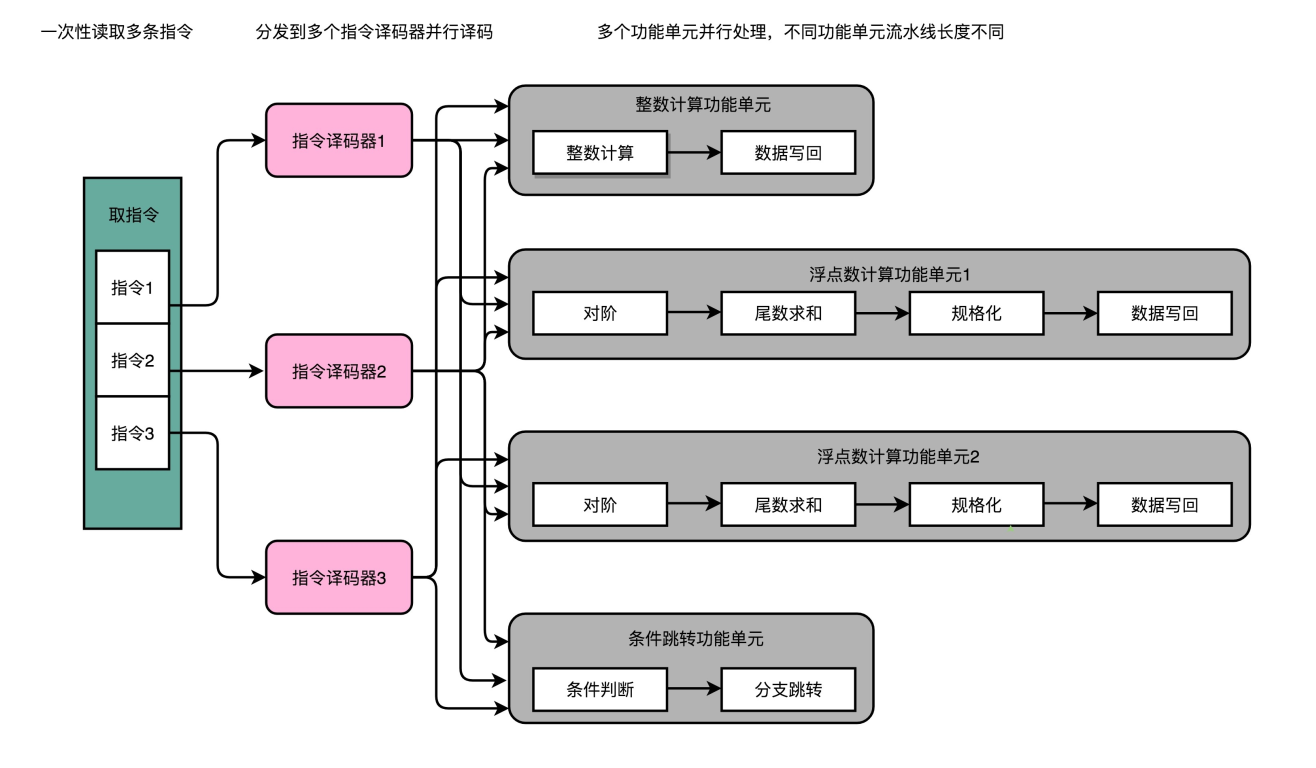 一次性读取多条指令
分发到多个指令译码器并行译码
多个功能单元并行处理，不同功能单元流水线长度不同
取指令
指令1
指令2
指令3
指令译码器1
指令译码器2
指令译码器3
整数计算功能单元
整数计算
数据写回
浮点数计算功能单元1
对阶
尾数求和
规格化
数据写回
浮点数计算功能单元2
对阶
尾数求和
规格化
数据写回
条件跳转功能单元
条件判断
分支跳转